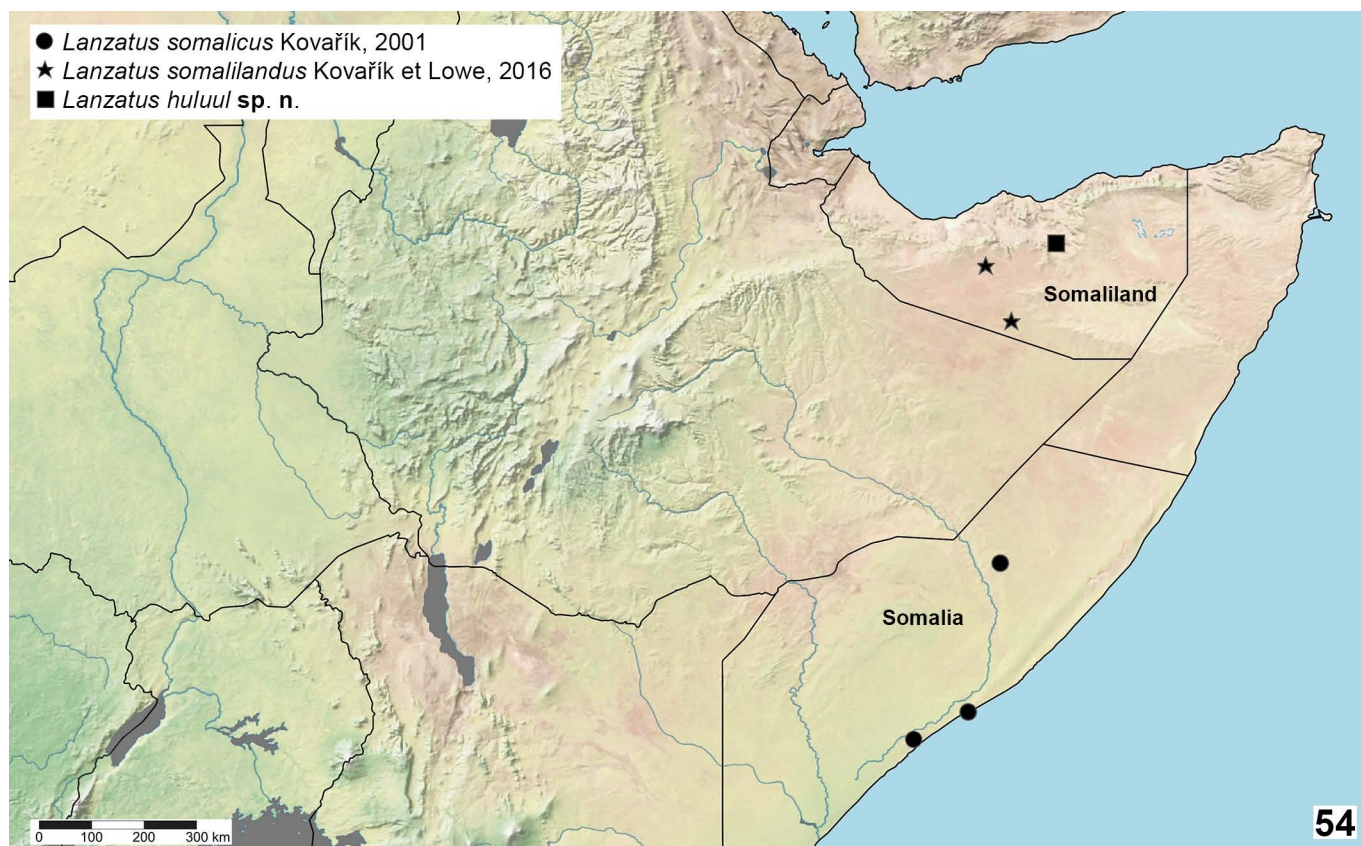 Lanzatus somalicus Kovařík, 2001
Lanzatus somalilandus Kovařík et Lowe, 2016
Lanzatus huluul sp. n.
Somaliland
Somalia
0 100 200 300 km
54